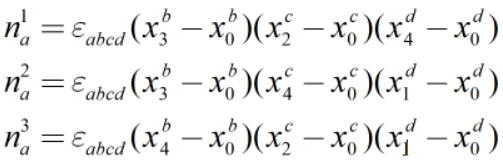 n_a^1 = ε_{abcd}(x_3^b − x_0^b)(x_2^c − x_0^c)(x_4^d − x_0^d)
n_a^2 = ε_{abcd}(x_3^b − x_0^b)(x_4^c − x_0^c)(x_1^d − x_0^d)
n_a^3 = ε_{abcd}(x_4^b − x_0^b)(x_2^c − x_0^c)(x_1^d − x_0^d)